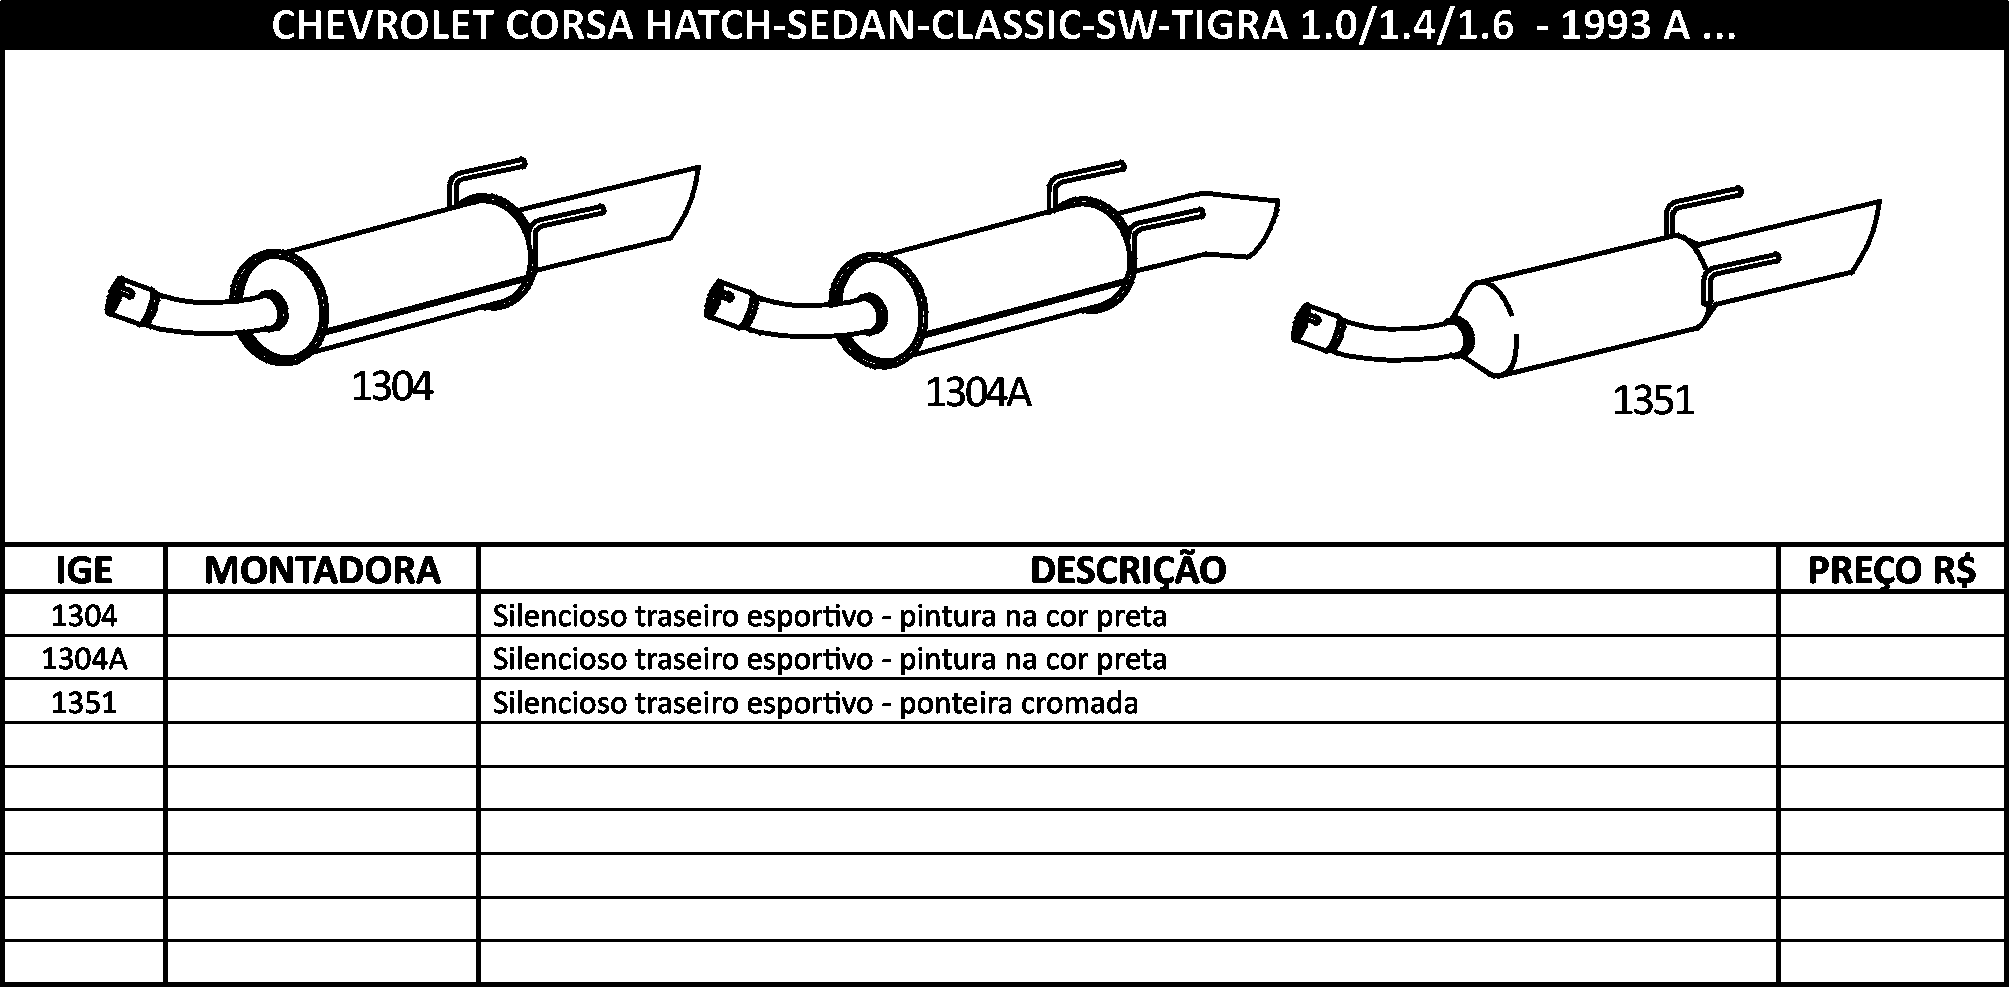 CHEVROLET CORSA HATCH-SEDAN-CLASSIC-SW-TIGRA 1.0/1.4/1.6 - 1993 A ...
1304
1304A
1351
IGE MONTADORA DESCRIÇÃO PREÇO R$
1304 Silencioso traseiro esportivo - pintura na cor preta
1304A Silencioso traseiro esportivo - pintura na cor preta
1351 Silencioso traseiro esportivo - ponteira cromada